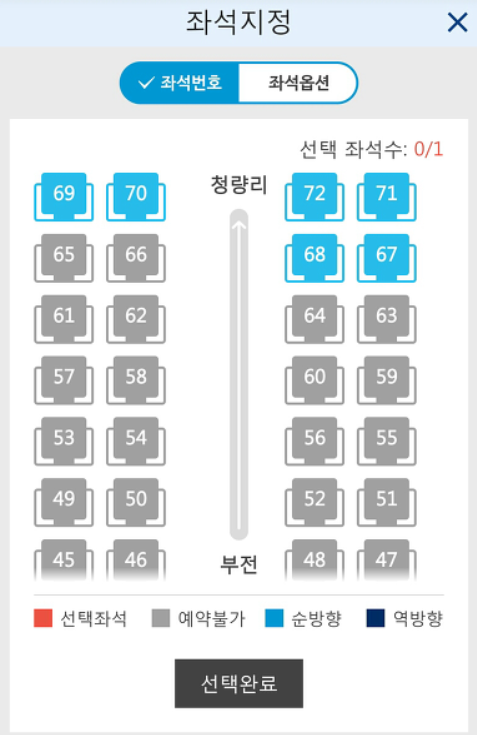 좌석지정
좌석번호 좌석옵션
선택 좌석수: 0/1
청량리
69 70 72 71
65 66 68 67
61 62 64 63
57 58 60 59
53 54 56 55
49 50 52 51
45 46 48 47
부전
선택좌석 예약불가 순방향 역방향
선택완료